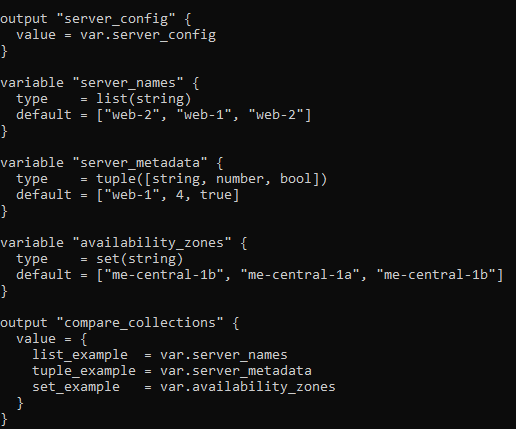 output "server_config" {
  value = var.server_config
}

variable "server_names" {
  type    = list(string)
  default = ["web-2", "web-1", "web-2"]
}

variable "server_metadata" {
  type    = tuple([string, number, bool])
  default = ["web-1", 4, true]
}

variable "availability_zones" {
  type    = set(string)
  default = ["me-central-1b", "me-central-1a", "me-central-1b"]
}

output "compare_collections" {
  value = {
    list_example  = var.server_names
    tuple_example = var.server_metadata
    set_example   = var.availability_zones
  }
}